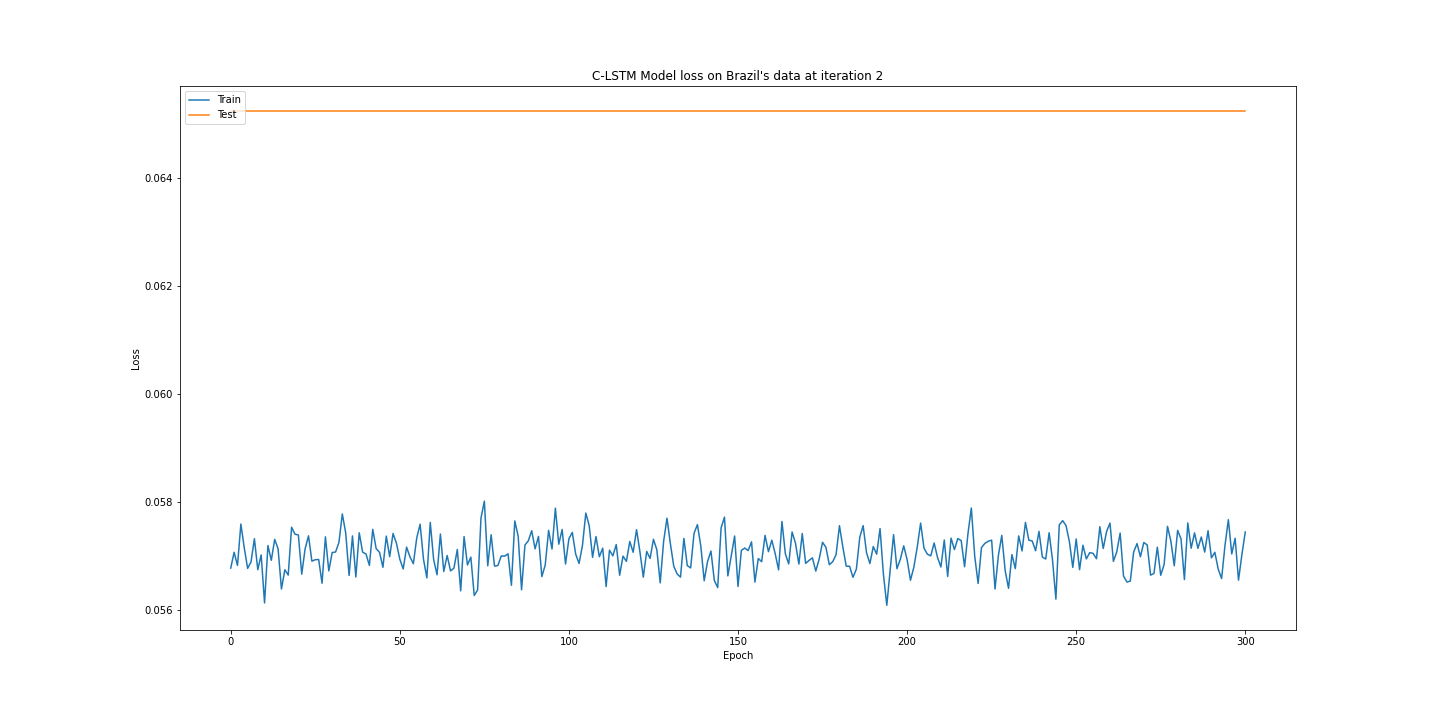 C-LSTM Model loss on Brazil's data at iteration 2
Train
Test
0.064
0.062
0.060
0.058
0.056
Loss
0 50 100 150 200 250 300
Epoch